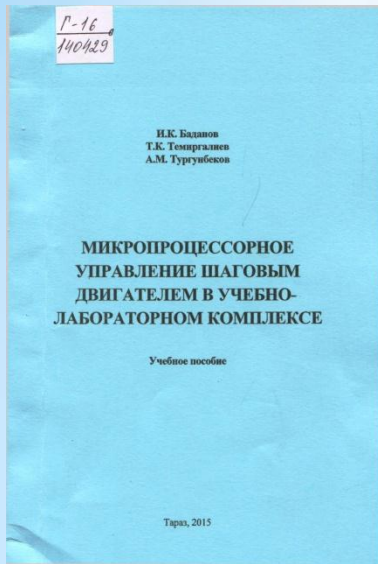 Г-16
140429
И.К. Баданов
Т.К. Темиргалиев
А.М. Тургунбеков
МИКРОПРОЦЕССОРНОЕ
УПРАВЛЕНИЕ ШАГОВЫМ
ДВИГАТЕЛЕМ В УЧЕБНО-
ЛАБОРАТОРНОМ КОМПЛЕКСЕ
Учебное пособие
Тараз, 2015